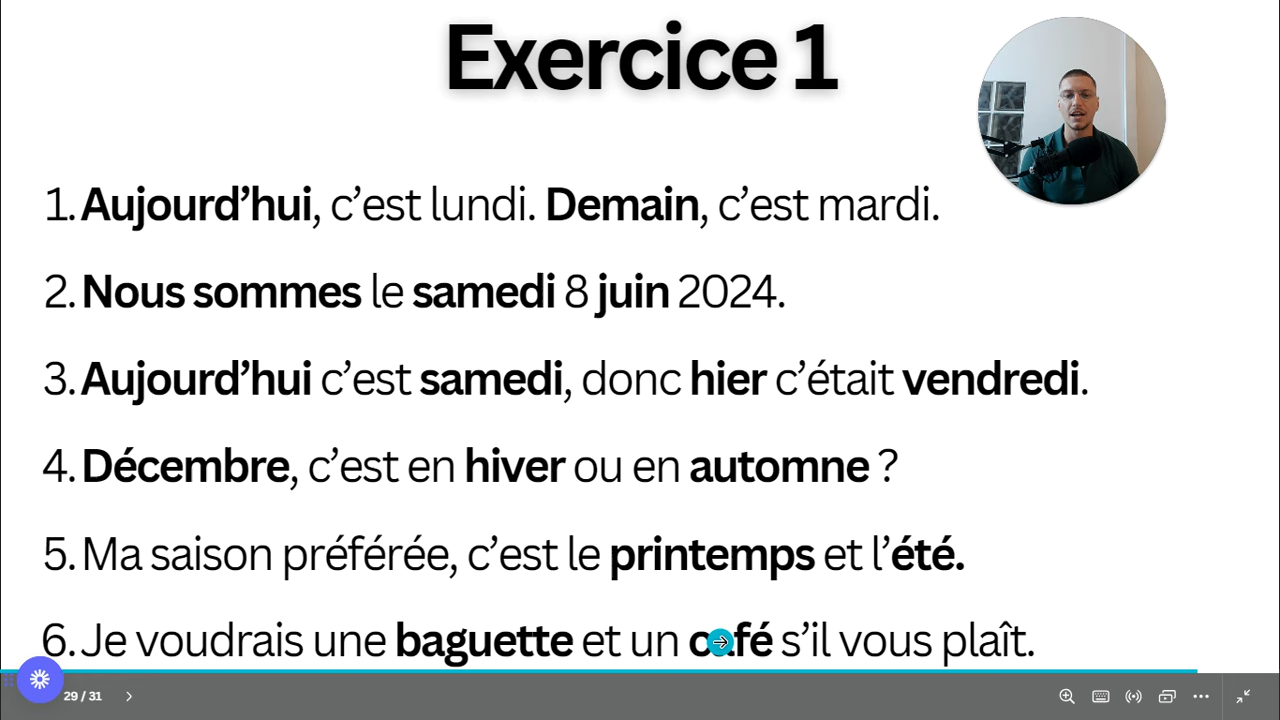 Exercice 1
1. Aujourd’hui, c’est lundi. Demain, c’est mardi.
2. Nous sommes le samedi 8 juin 2024.
3. Aujourd’hui c’est samedi, donc hier c’était vendredi.
4. Décembre, c’est en hiver ou en automne ?
5. Ma saison préférée, c’est le printemps et l’été.
6. Je voudrais une baguette et un café s’il vous plaît.
29 / 31